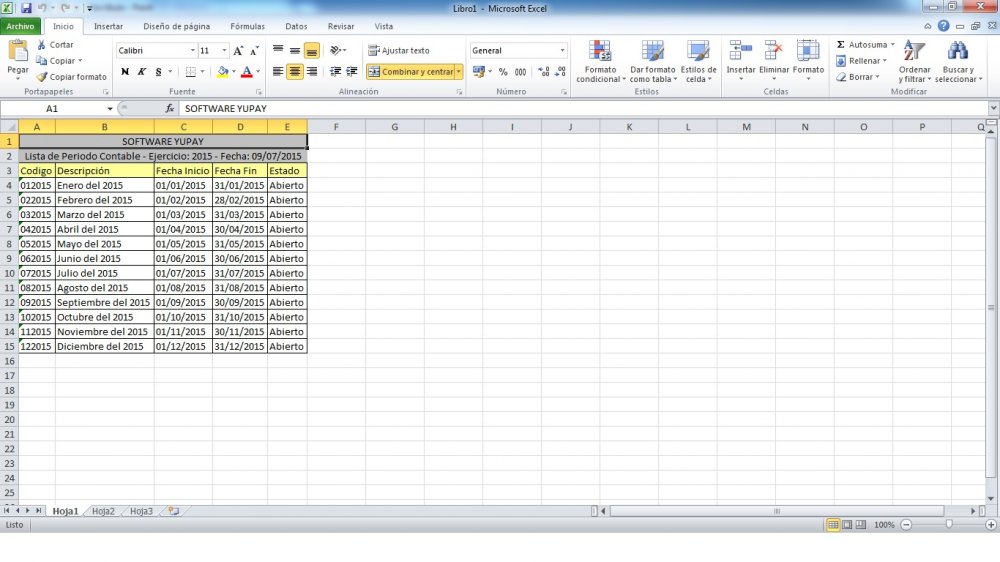 Libro1 - Microsoft Excel
Archivo Inicio Insertar Diseño de página Fórmulas Datos Revisar Vista
Pegar
Cortar
Copiar
Copiar formato
Portapapeles
Calibri 11
N K S
Fuente
Ajustar texto
Combinar y centrar
Alineación
General
% 000
Número
Formato condicional
Dar formato como tabla
Estilos de celda
Estilos
Insertar Eliminar Formato
Celdas
Autosuma
Rellenar
Borrar
Ordenar y filtrar
Buscar y seleccionar
Modificar
A1 fx SOFTWARE YUPAY
A B C D E F G H I J K L M N O P Q
1 SOFTWARE YUPAY
2 Lista de Periodo Contable - Ejercicio: 2015 - Fecha: 09/07/2015
3 Codigo Descripción Fecha Inicio Fecha Fin Estado
4 012015 Enero del 2015 01/01/2015 31/01/2015 Abierto
5 022015 Febrero del 2015 01/02/2015 28/02/2015 Abierto
6 032015 Marzo del 2015 01/03/2015 31/03/2015 Abierto
7 042015 Abril del 2015 01/04/2015 30/04/2015 Abierto
8 052015 Mayo del 2015 01/05/2015 31/05/2015 Abierto
9 062015 Junio del 2015 01/06/2015 30/06/2015 Abierto
10 072015 Julio del 2015 01/07/2015 31/07/2015 Abierto
11 082015 Agosto del 2015 01/08/2015 31/08/2015 Abierto
12 092015 Septiembre del 2015 01/09/2015 30/09/2015 Abierto
13 102015 Octubre del 2015 01/10/2015 31/10/2015 Abierto
14 112015 Noviembre del 2015 01/11/2015 30/11/2015 Abierto
15 122015 Diciembre del 2015 01/12/2015 31/12/2015 Abierto
16
17
18
19
20
21
22
23
24
25
Hoja1 Hoja2 Hoja3
Listo 100%